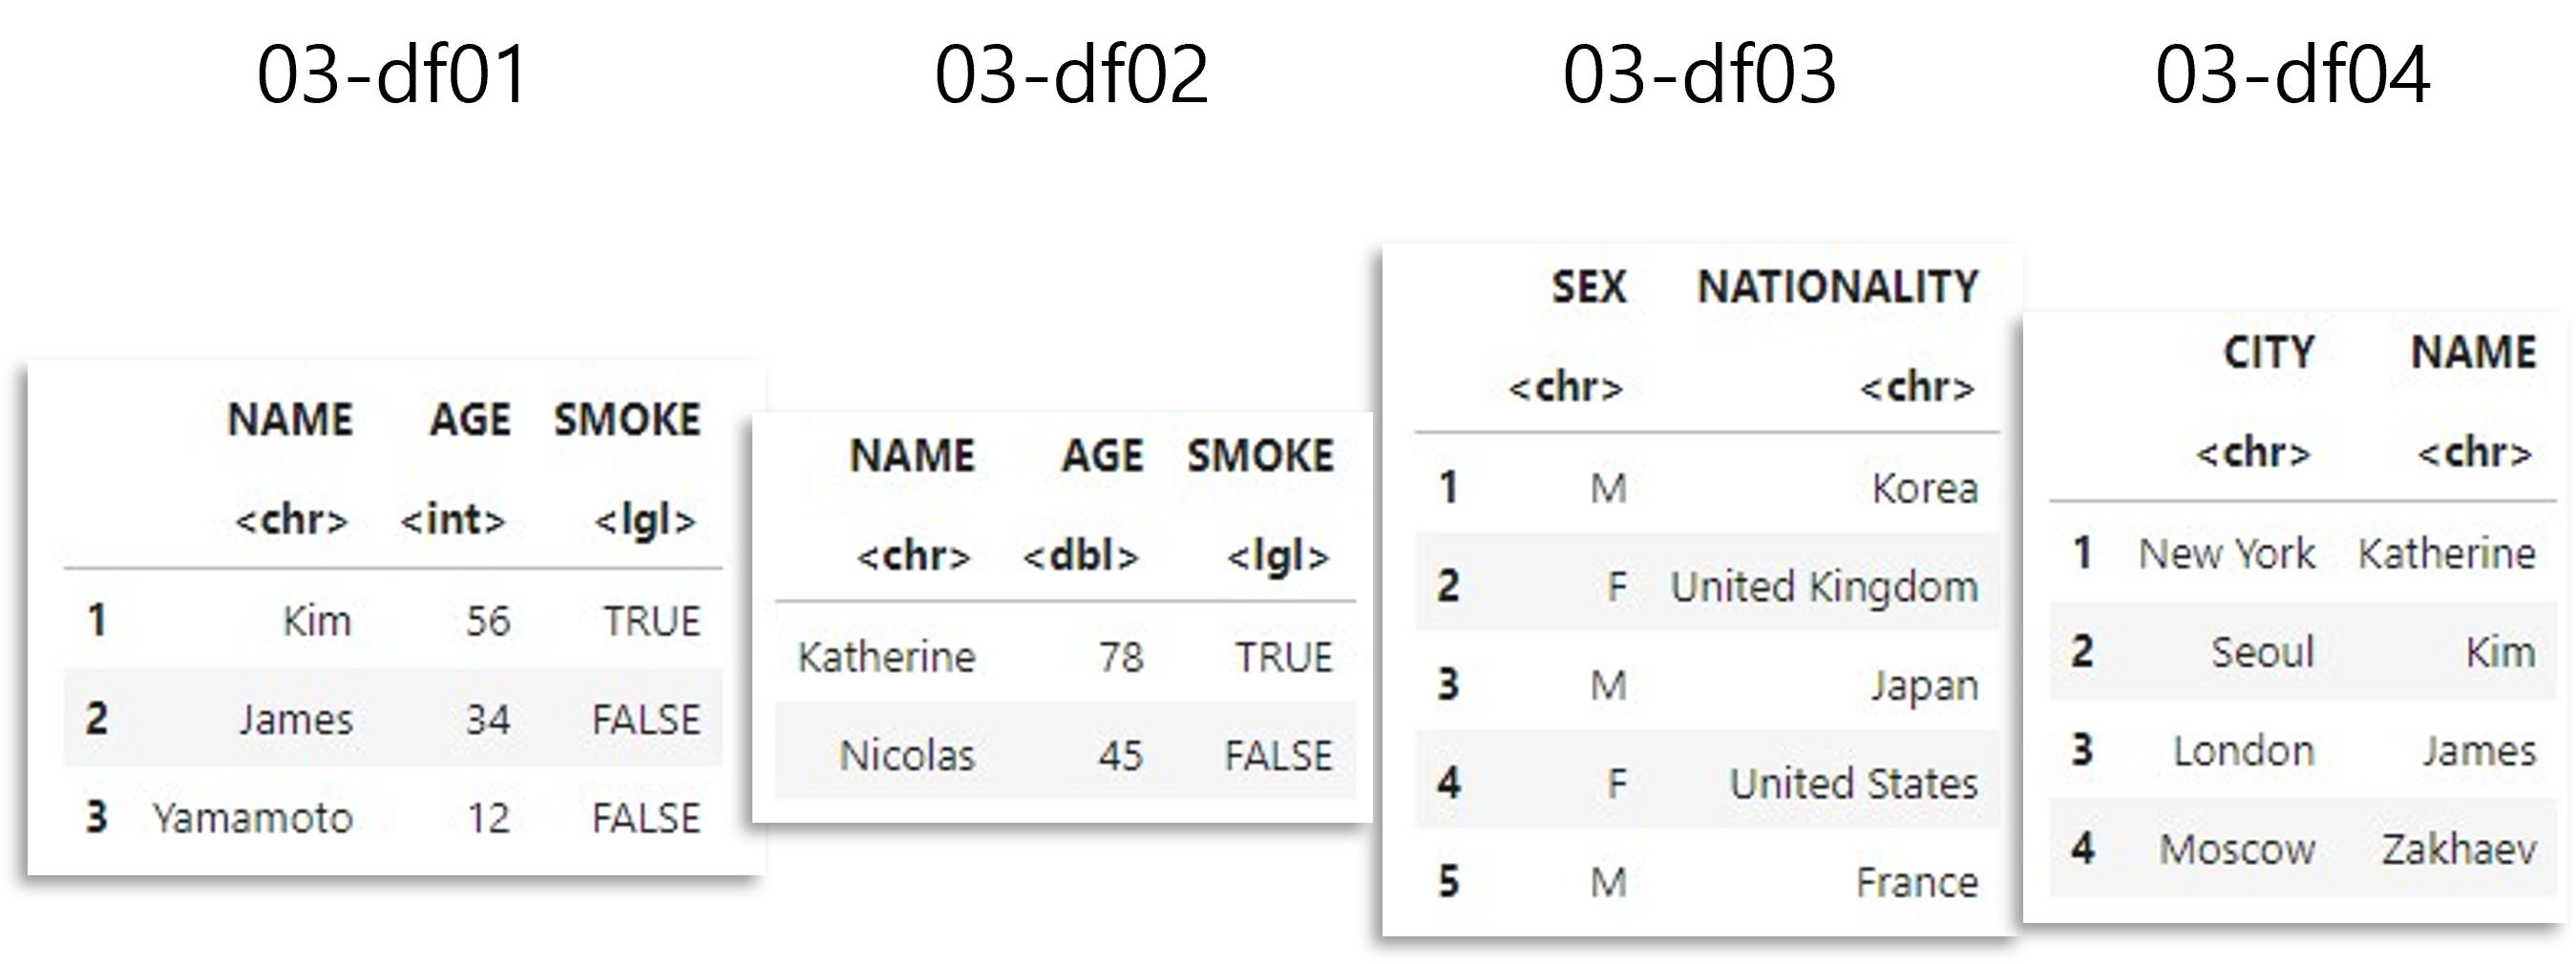 03-df01
03-df02
03-df03
03-df04
NAME AGE SMOKE
<chr> <int> <lgl>
1 Kim 56 TRUE
2 James 34 FALSE
3 Yamamoto 12 FALSE
NAME AGE SMOKE
<chr> <dbl> <lgl>
Katherine 78 TRUE
Nicolas 45 FALSE
SEX NATIONALITY
<chr> <chr>
1 M Korea
2 F United Kingdom
3 M Japan
4 F United States
5 M France
CITY NAME
<chr> <chr>
1 New York Katherine
2 Seoul Kim
3 London James
4 Moscow Zakhaev